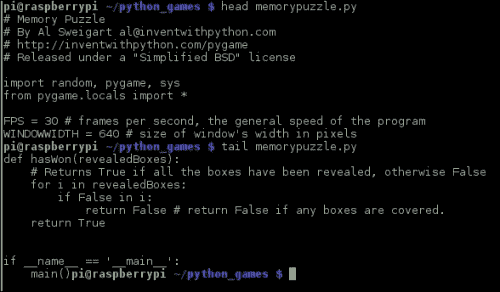 pi@raspberrypi ~/python_games $ head memorypuzzle.py
# Memory Puzzle
# By Al Sweigart al@inventwithpython.com
# http://inventwithpython.com/pygame
# Released under a "Simplified BSD" license

import random, pygame, sys
from pygame.locals import *

FPS = 30 # frames per second, the general speed of the program
WINDOWWIDTH = 640 # size of window's width in pixels
pi@raspberrypi ~/python_games $ tail memorypuzzle.py
def hasWon(revealedBoxes):
    # Returns True if all the boxes have been revealed, otherwise False
    for i in revealedBoxes:
        if False in i:
            return False # return False if any boxes are covered.
    return True


if __name__ == '__main__':
    main()pi@raspberrypi ~/python_games $